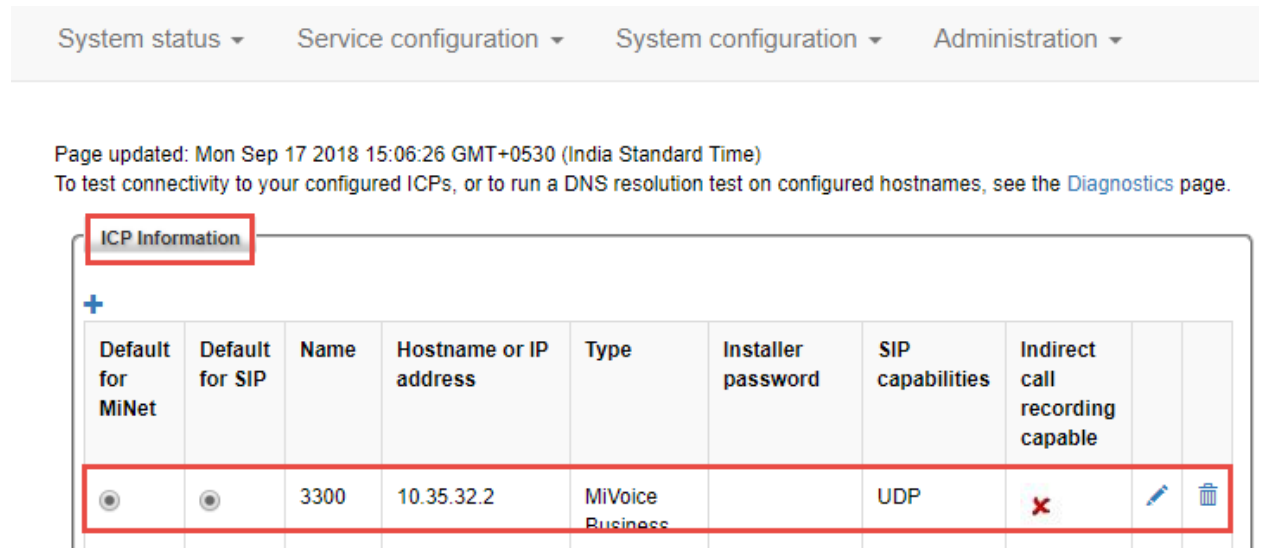 System status Service configuration System configuration Administration
Page updated: Mon Sep 17 2018 15:06:26 GMT+0530 (India Standard Time)
To test connectivity to your configured ICPs, or to run a DNS resolution test on configured hostnames, see the Diagnostics page.
ICP Information
Default for MiNet
Default for SIP
Name
Hostname or IP address
Type
Installer password
SIP capabilities
Indirect call recording capable
3300
10.35.32.2
MiVoice Business
UDP